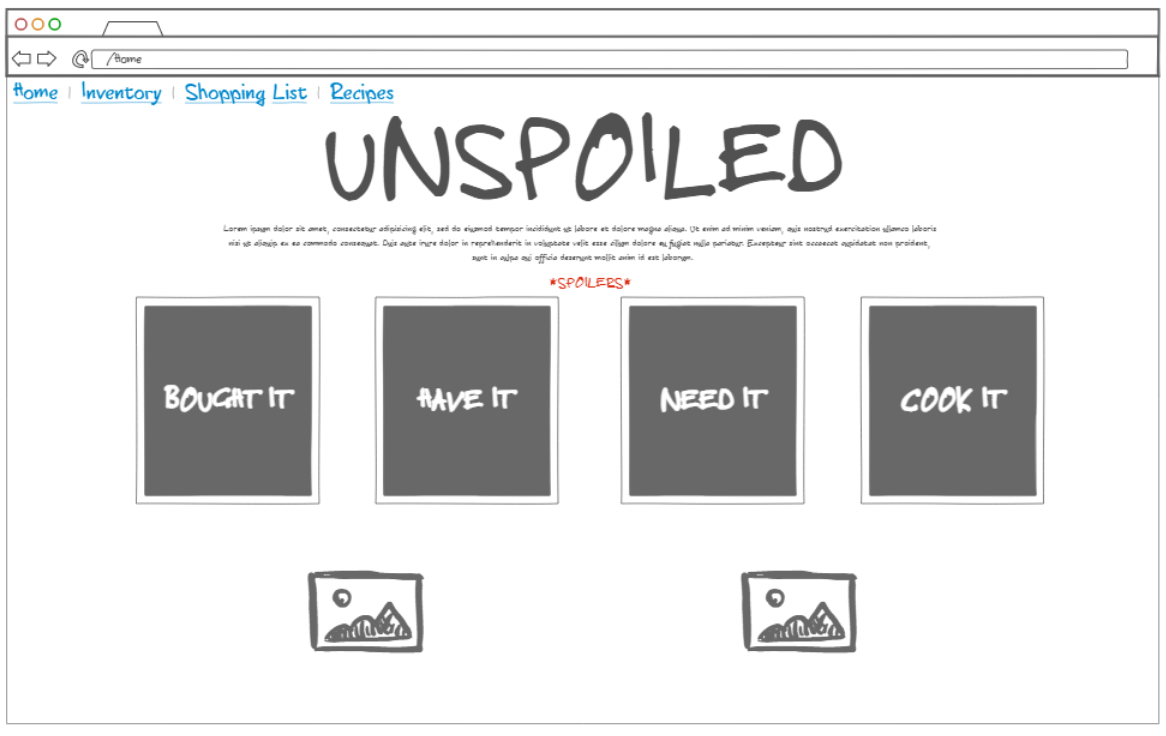 /Home
Home | Inventory | Shopping List | Recipes
UNSPOILED
Lorem ipsum dolor sit amet, consectetur adipisicing elit, sed do eiusmod tempor incididunt ut labore et dolore magna aliqua. Ut enim ad minim veniam, quis nostrud exercitation ullamco laboris
nisi ut aliquip ex ea commodo consequat. Duis aute irure dolor in reprehenderit in voluptate velit esse cillum dolore eu fugiat nulla pariatur. Excepteur sint occaecat cupidatat non proident,
sunt in culpa qui officia deserunt mollit anim id est laborum.
*SPOILERS*
BOUGHT IT
HAVE IT
NEED IT
COOK IT